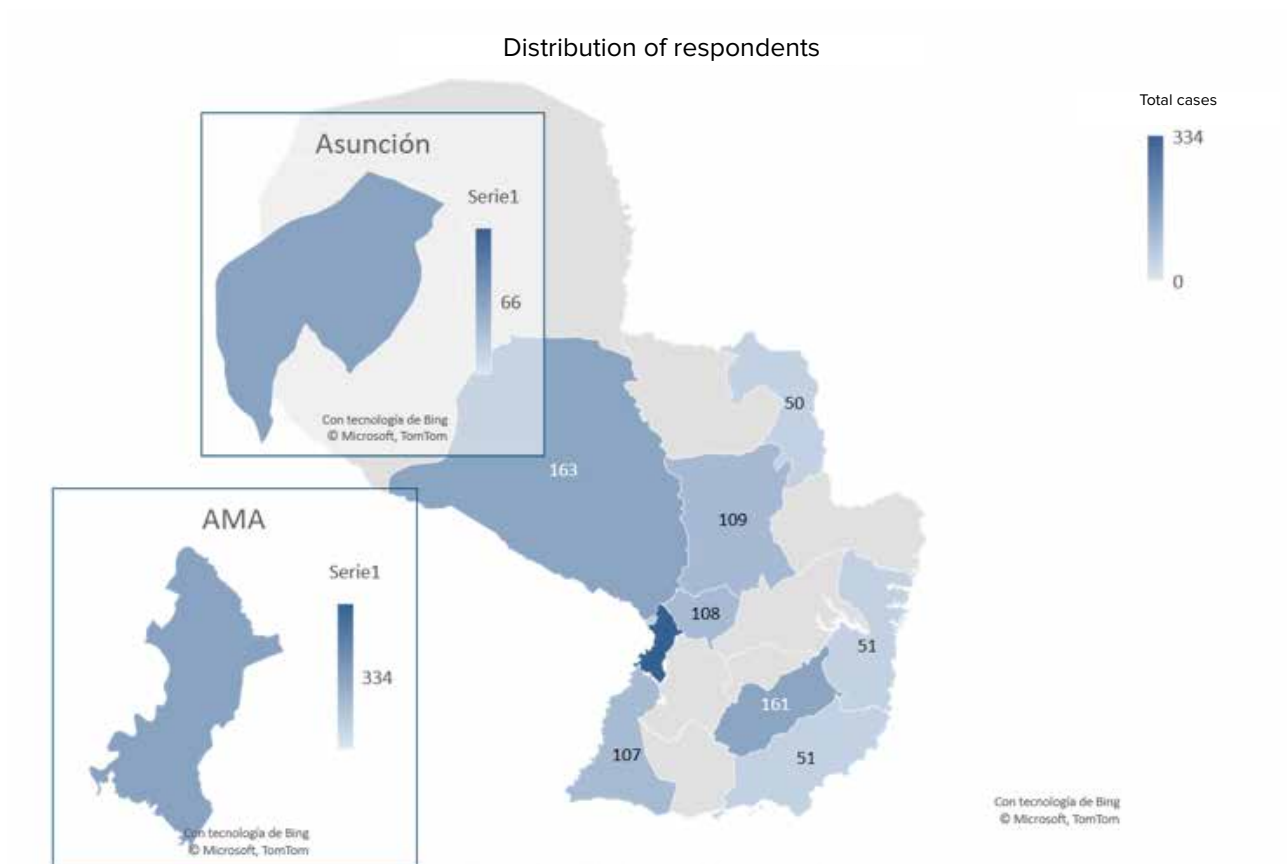 Distribution of respondents
Total cases
334
0
Asunción
Serie1
66
Con tecnología de Bing
© Microsoft, TomTom
50
163
109
AMA
Serie1
334
108
51
161
107
51
Con tecnología de Bing
© Microsoft, TomTom
Con tecnología de Bing
© Microsoft, TomTom